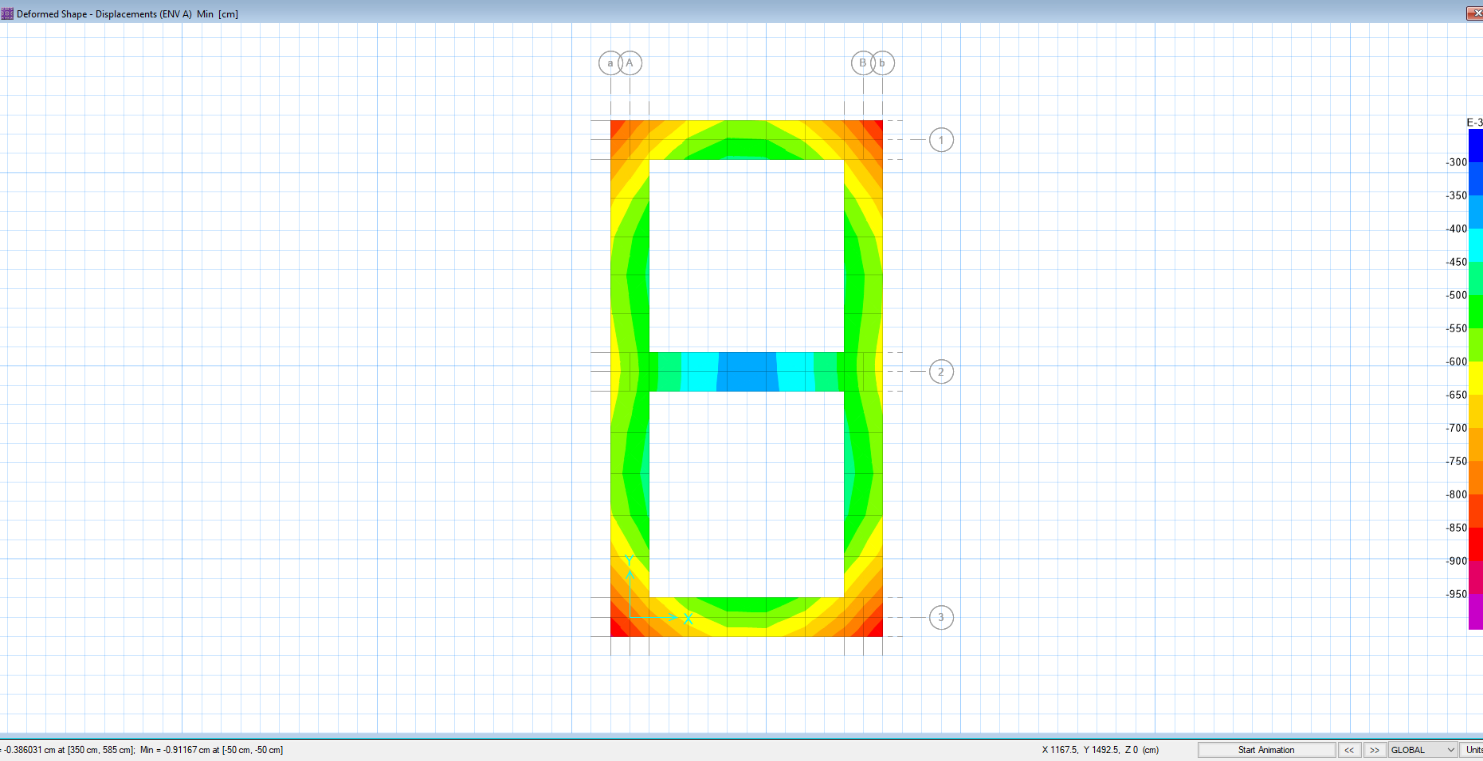 Deformed Shape - Displacements (ENV A) Min [cm]
a A B b
1
2
3
Y
X
E-3
-300
-350
-400
-450
-500
-550
-600
-650
-700
-750
-800
-850
-900
-950
= -0.386031 cm at [350 cm, 585 cm]; Min = -0.91167 cm at [-50 cm, -50 cm]
X 1167.5, Y 1492.5, Z 0 (cm)
Start Animation << >> GLOBAL Units